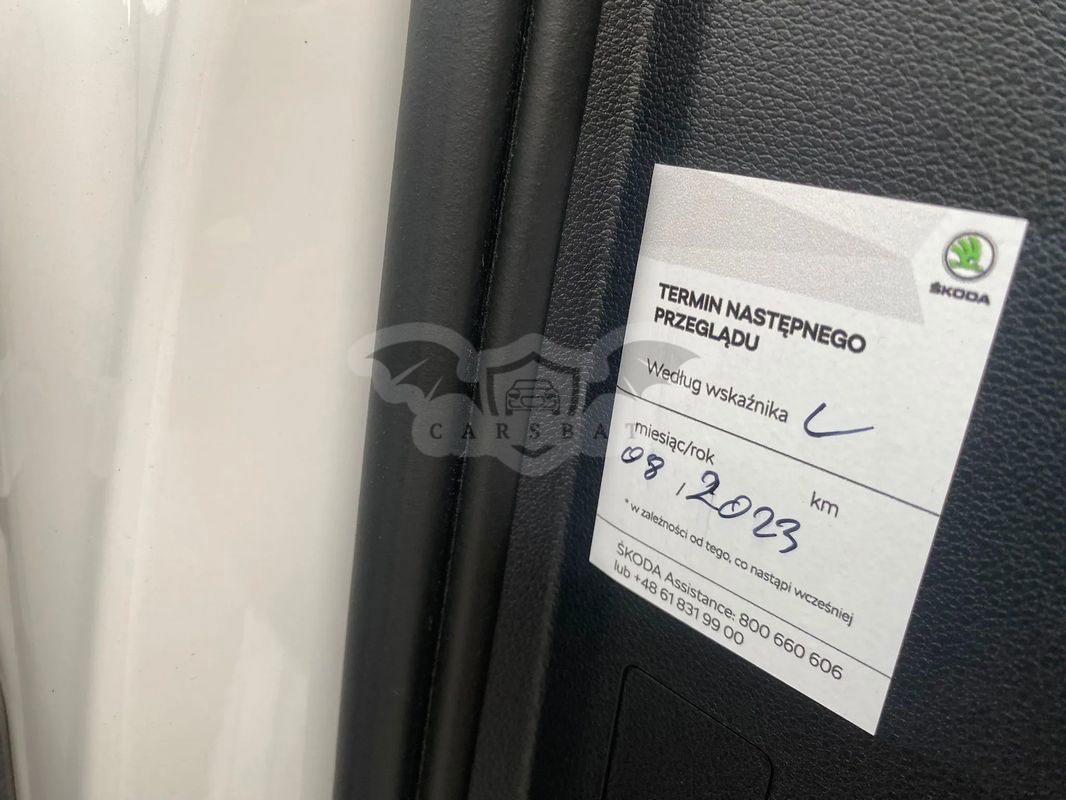 ŠKODA
TERMIN NASTĘPNEGO
PRZEGLĄDU
Według wskaźnika
km
miesiąc/rok
08,2023
* w zależności od tego, co nastąpi wcześniej
ŠKODA Assistance: 800 660 606
lub +48 61 831 99 00
CARSBAT